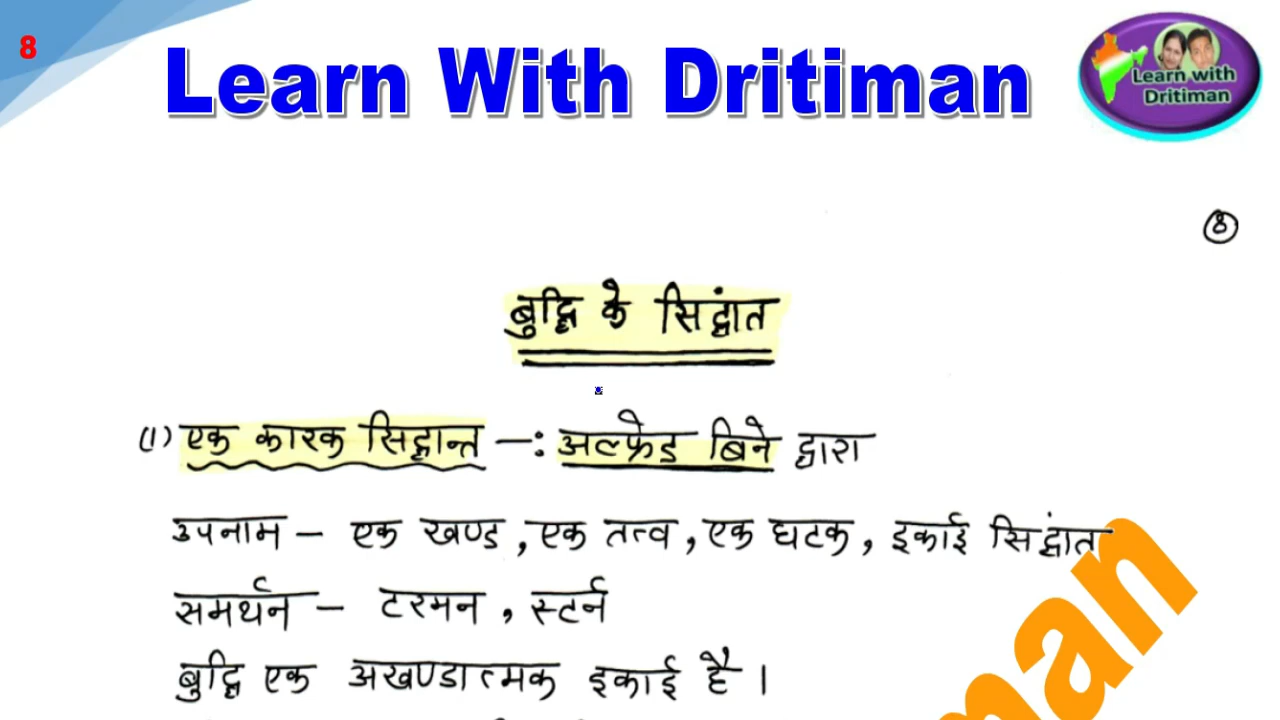 8
Learn With Dritiman
Learn with
Dritiman
8
बुद्धि के सिद्धांत
(1) एक कारक सिद्धान्त —: अल्फ्रेड बिने द्वारा
उपनाम – एक खण्ड, एक तत्व, एक घटक, इकाई सिद्धांत
समर्थन – टरमन, स्टर्न
बुद्धि एक अखण्डात्मक इकाई है।
man